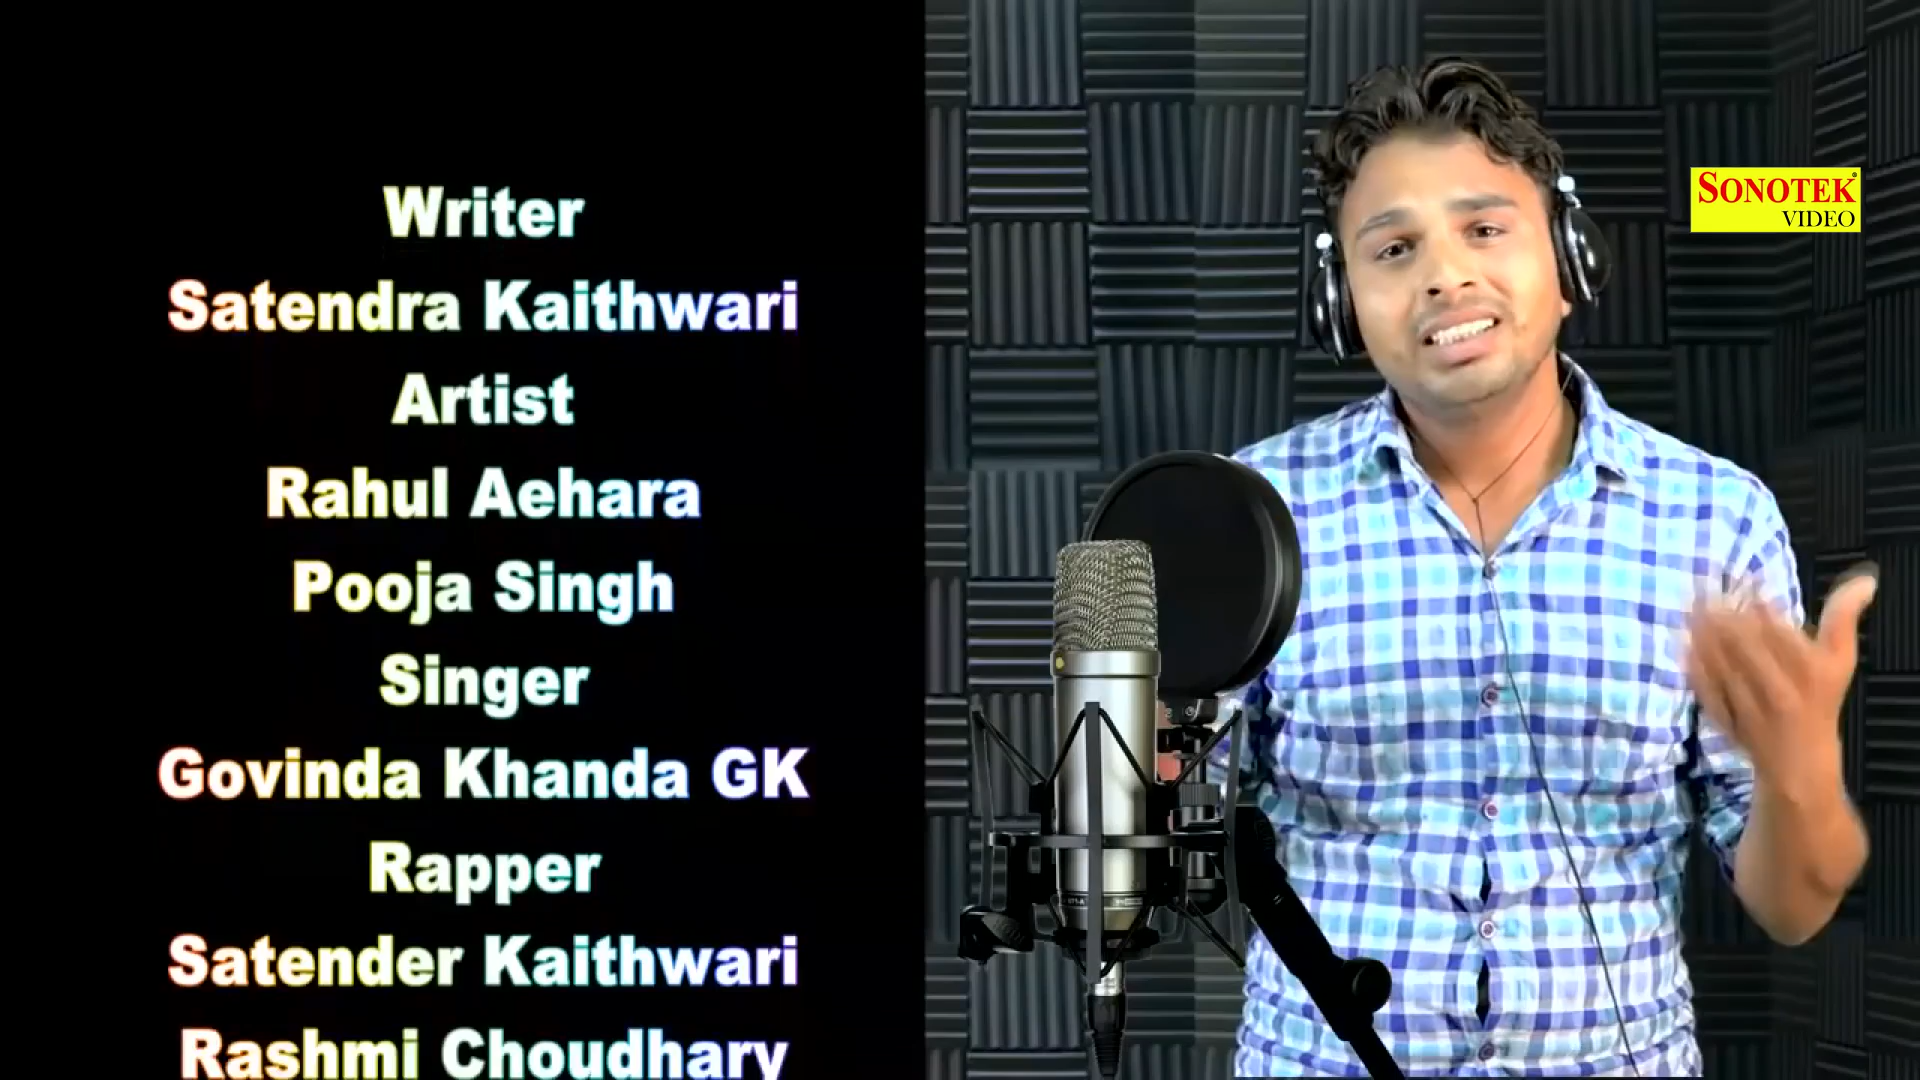 Writer
Satendra Kaithwari
Artist
Rahul Aehara
Pooja Singh
Singer
Govinda Khanda GK
Rapper
Satender Kaithwari
Rashmi Choudhary
SONOTEK®
VIDEO